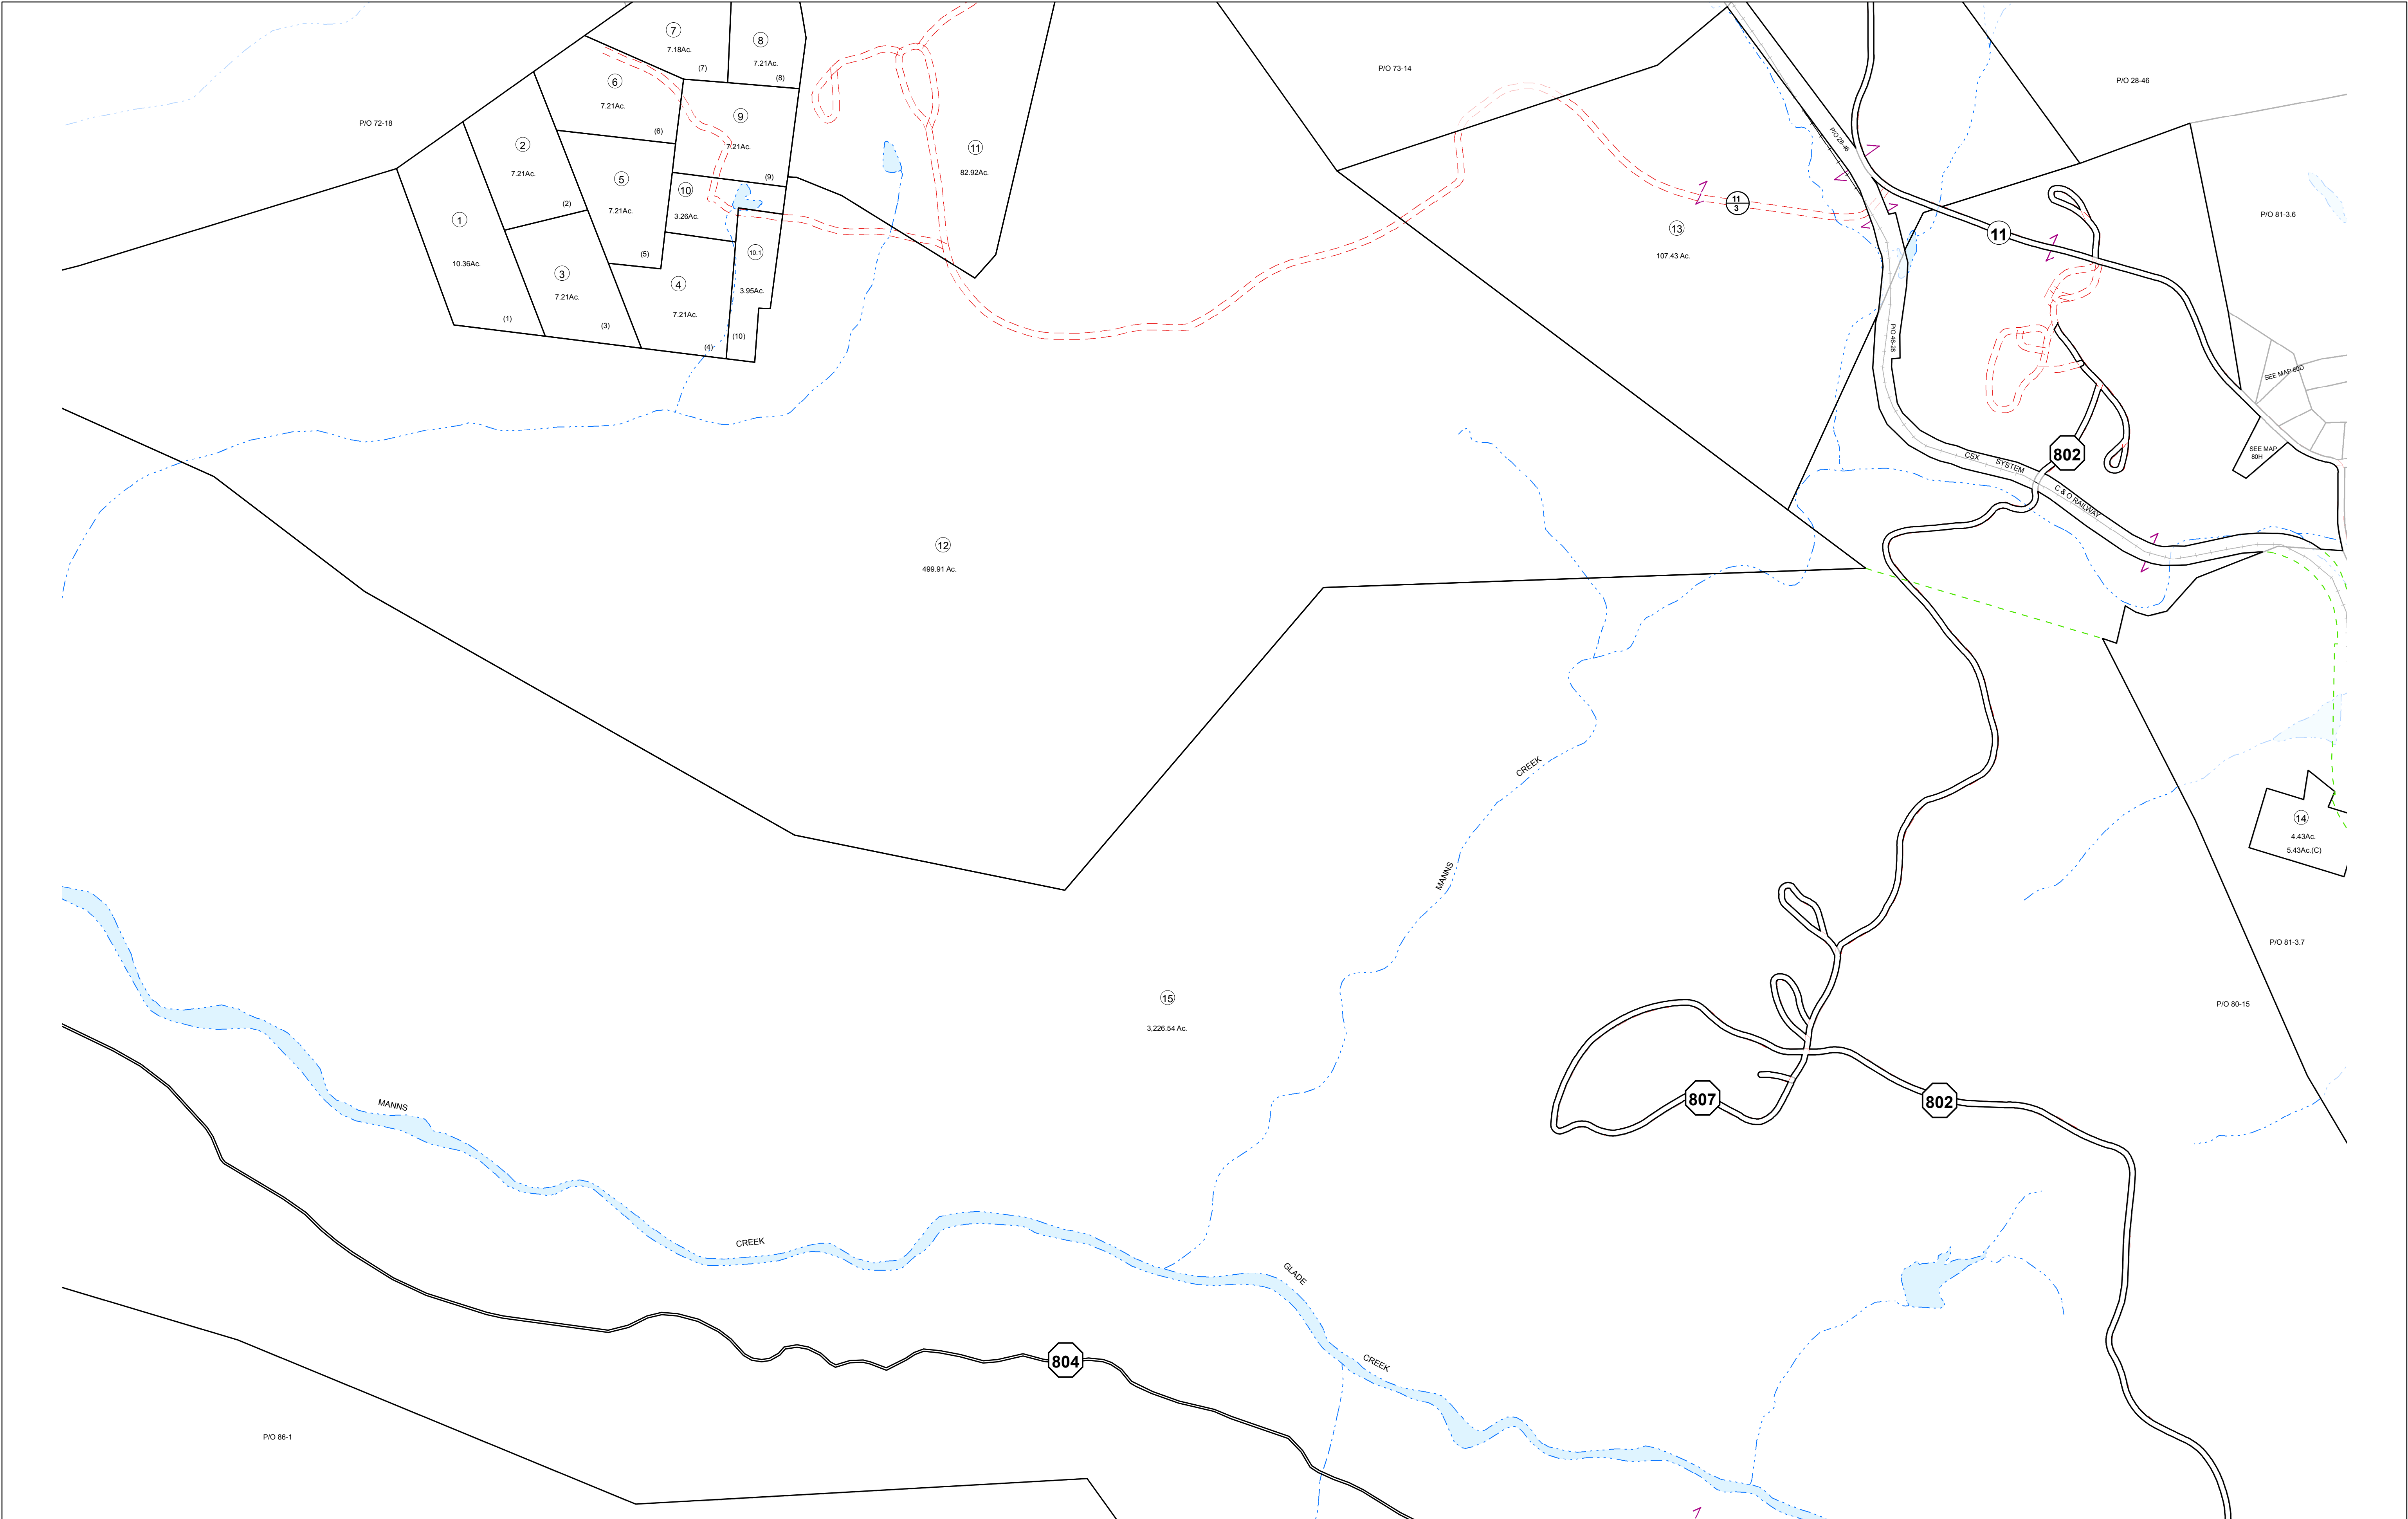 7
7.18Ac.
(7)
8
7.21Ac.
(8)
6
7.21Ac.
(6)
9
7.21Ac.
(9)
P/O 72-18
2
7.21Ac.
(2)
5
7.21Ac.
(5)
10
3.26Ac.
11
82.92Ac.
1
10.36Ac.
(1)
3
7.21Ac.
(3)
4
7.21Ac.
(4)
10.1
3.95Ac.
(10)
P/O 73-14
P/O 28-46
P/O 28-46
11
3
13
107.43 Ac.
11
P/O 81-3.6
P/O 46-28
SEE MAP 80D
SEE MAP
80H
802
CSX SYSTEM
C & O RAILWAY
12
499.91 Ac.
CREEK
MANNS
14
4.43Ac.
5.43Ac.(C)
P/O 81-3.7
P/O 80-15
15
3,226.54 Ac.
807
802
MANNS
CREEK
GLADE
CREEK
804
P/O 86-1